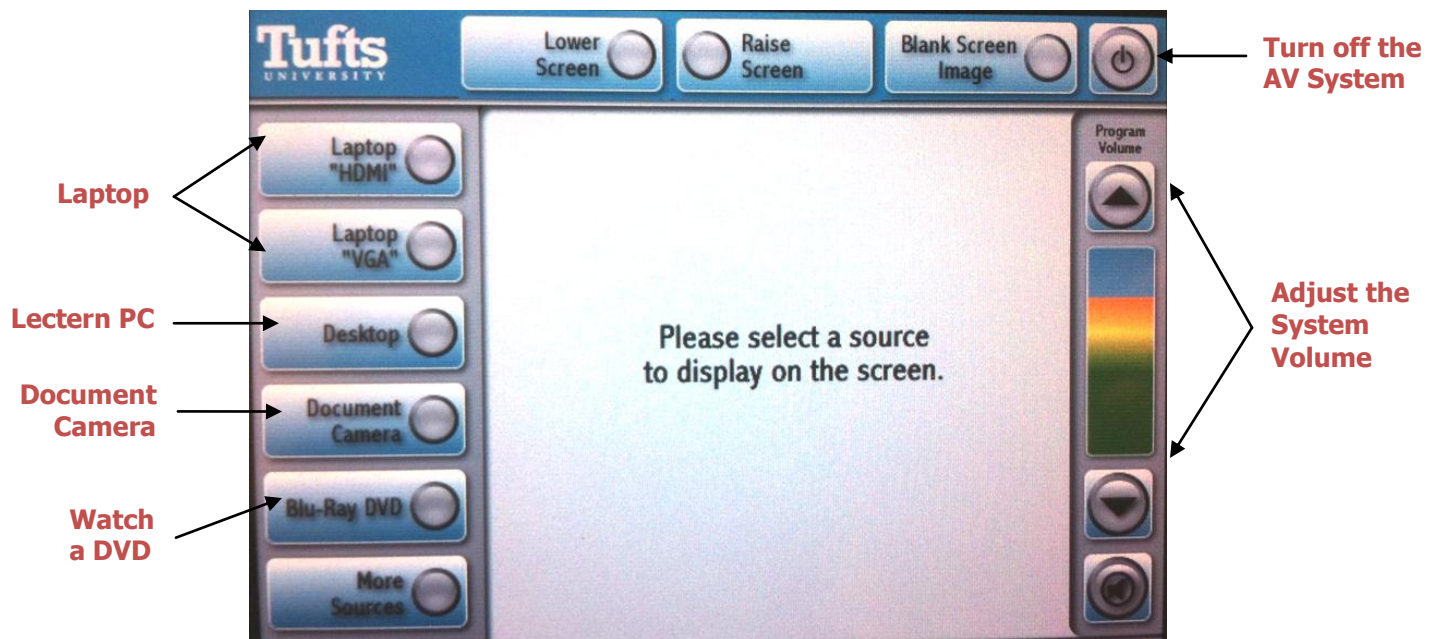 Tufts
UNIVERSITY
Lower
Screen
Raise
Screen
Blank Screen
Image
Turn off the
AV System
Laptop
Laptop
"HDMI"
Laptop
"VGA"
Lectern PC
Desktop
Document
Camera
Document
Camera
Watch
a DVD
Blu-Ray DVD
More
Sources
Please select a source
to display on the screen.
Program
Volume
Adjust the
System
Volume